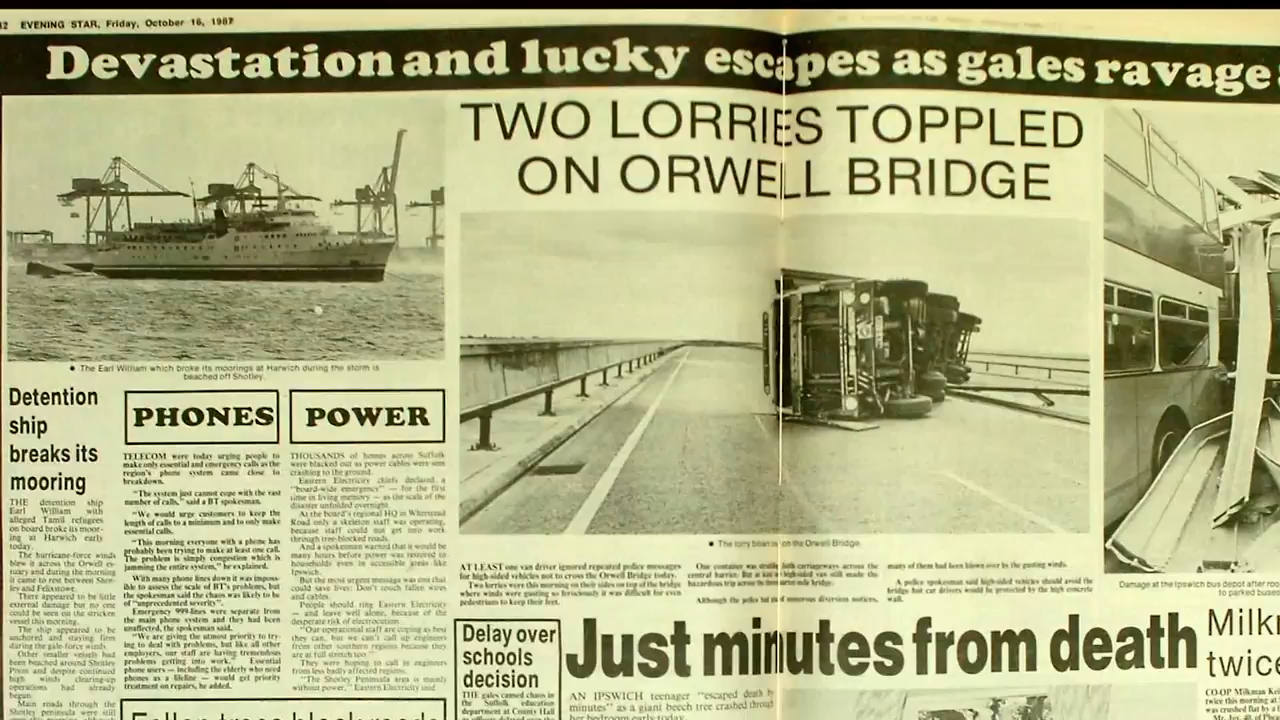 EVENING STAR, Friday, October 16, 1987
Devastation and lucky escapes as gales ravage
TWO LORRIES TOPPLED
ON ORWELL BRIDGE
● The Earl William which broke its moorings at Harwich during the storm is
beached off Shotley.
Detention
ship
breaks its
mooring
THE detention ship
Earl William with
alleged Tamil refugees
on board broke its moor-
ing at Harwich early
today.
The hurricane-force winds
blew it across the Orwell es-
tuary and during the morning
it came to rest between Shot-
ley and Felixstowe.
There appeared to be little
external damage but no one
could be seen on the stricken
vessel this morning.
The ship appeared to be
anchored and staying firm
during the gale-force winds.
Other smaller vessels had
been beached around Shotley
Prom and despite continued
high winds clearing-up
operations had already
begun.
Main roads through the
Shotley peninsula were still
PHONES
TELECOM were today urging people to
make only essential and emergency calls as the
region's phone system came close to
breakdown.
"The system just cannot cope with the vast
number of calls," said a BT spokesman.
"We would urge customers to keep the
length of calls to a minimum and to only make
essential calls.
"This morning everyone with a phone has
probably been trying to make at least one call.
The problem is simply congestion which is
jamming the entire system," he explained.
With many phone lines down it was impos-
ible to assess the scale of BT's problems, but
the spokesman said the chaos was likely to be
of "unprecedented severity".
Emergency 999-lines were separate from
the main phone system and they had been
unaffected, the spokesman said.
"We are giving the utmost priority to try-
ing to deal with problems, but like all other
employers, our staff are having tremendous
problems getting into work." Essential
phone users — including the elderly who need
phones as a lifeline — would get priority
treatment on repairs, he added.
POWER
THOUSANDS of homes across Suffolk
were blacked out as power cables were sent
crashing to the ground.
Eastern Electricity chiefs declared a
"board-wide emergency" — for the first
time in living memory — as the scale of the
disaster unfolded overnight.
At the board's regional HQ in Wherstead
Road only a skeleton staff was operating,
because staff could not get into work
through tree-blocked roads.
And a spokesman warned that it would be
many hours before power was restored to
households even in accessible areas like
Ipswich.
But the most urgent message was one that
could save lives: Don't touch fallen wires
and cables.
People should ring Eastern Electricity
— and leave well alone, because of the
desperate risk of electrocution.
"Our operational staff are coping as best
they can, but we can't call up engineers
from other southern regions because they
are at full stretch too."
They were hoping to call in engineers
from less badly affected regions.
"The Shotley Peninsula area is mainly
without power," Eastern Electricity said
Fallen trees block roads
● The lorry on the Orwell Bridge.
AT LEAST one van driver ignored repeated police messages
for high-sided vehicles not to cross the Orwell Bridge today.
Two lorries were this morning on their sides on top of the bridge
where winds were gusting so ferociously it was difficult for even
pedestrians to keep their feet.
One container was both carriageways across the
central barrier. But a high-sided van still made the
hazardous trip across the bridge.
Although the police of numerous diversion notices,
many of them had been blown over by the gusting winds.
A police spokesman said high-sided vehicles should avoid the
bridge but car drivers would be protected by the high concrete
wall.
Damage at the Ipswich bus depot after
to parked
Delay over
schools
decision
THE gales caused chaos in
the Suffolk education
department at County Hall
Just minutes from death
AN IPSWICH teenager "escaped death by
minutes" as a giant beech tree crashed through
her bedroom early today.
twice
CO-OP Milkman
twice this morning
was crushed flat by a